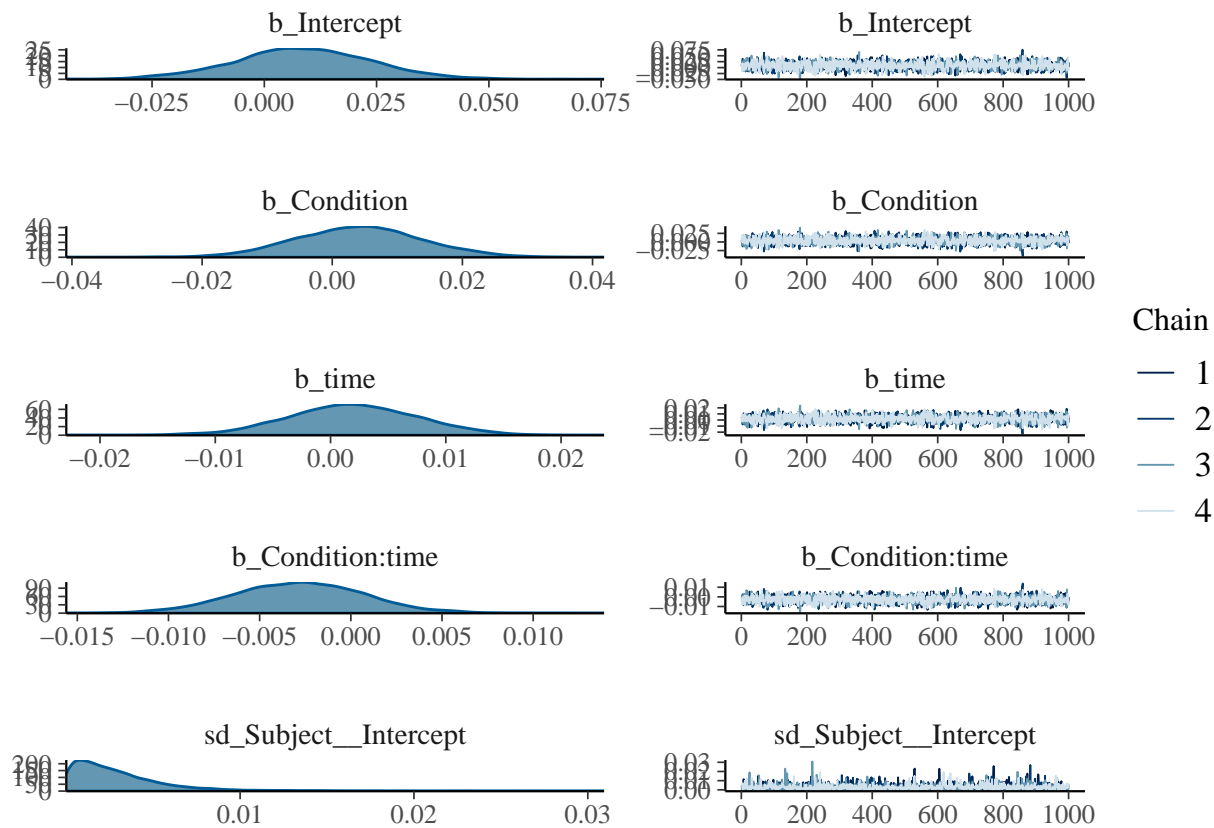 b_Intercept
b_Intercept
−0.025 0.000 0.025 0.050 0.075
0 200 400 600 800 1000
b_Condition
b_Condition
−0.04 −0.02 0.00 0.02 0.04
0 200 400 600 800 1000
Chain
1
2
3
4
b_time
b_time
−0.02 −0.01 0.00 0.01 0.02
0 200 400 600 800 1000
b_Condition:time
b_Condition:time
−0.015 −0.010 −0.005 0.000 0.005 0.010
0 200 400 600 800 1000
sd_Subject__Intercept
sd_Subject__Intercept
0.01 0.02 0.03
0 200 400 600 800 1000